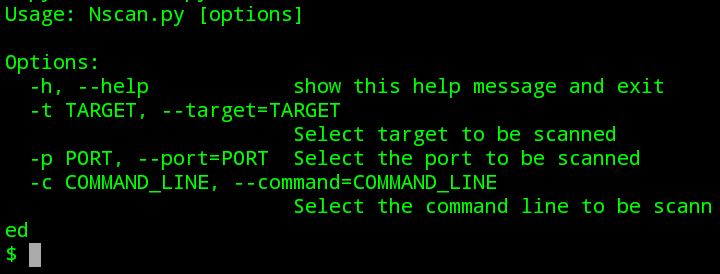 Usage: Nscan.py [options]
Options:
-h, --help show this help message and exit
-t TARGET, --target=TARGET
Select target to be scanned
-p PORT, --port=PORT Select the port to be scanned
-c COMMAND_LINE, --command=COMMAND_LINE
Select the command line to be scann
ed
$